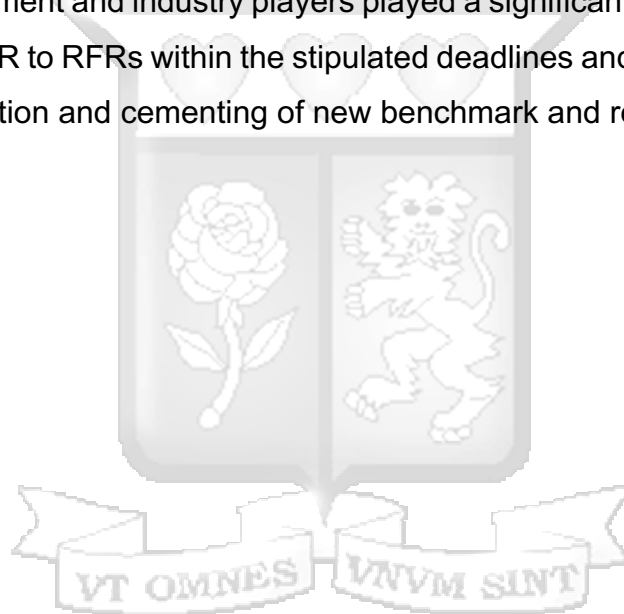 ment and industry players played a significan
R to RFRs within the stipulated deadlines and
tion and cementing of new benchmark and r
VT OMNES VNVM SINT